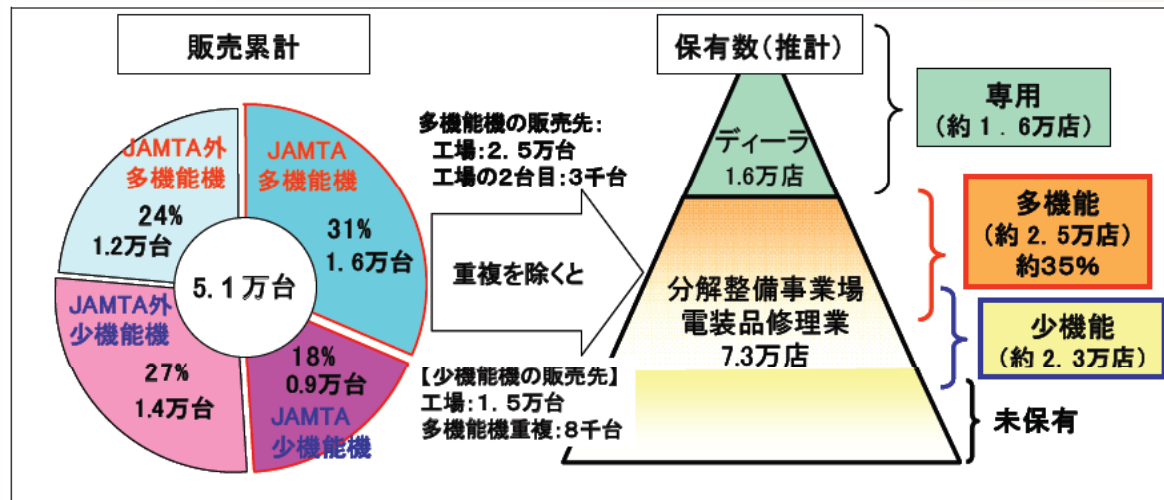 販売累計
JAMTA外
多機能機
24%
1.2万台
JAMTA
多機能機
31%
1.6万台
5.1万台
JAMTA外
少機能機
27%
1.4万台
18%
0.9万台
JAMTA
少機能機
多機能機の販売先:
工場:2.5万台
工場の2台目:3千台
重複を除くと
【少機能機の販売先】
工場:1.5万台
多機能機重複:8千台
保有数(推計)
ディーラ
1.6万店
分解整備事業場
電装品修理業
7.3万店
専用
(約1.6万店)
多機能
(約2.5万店)
約35%
少機能
(約2.3万店)
未保有